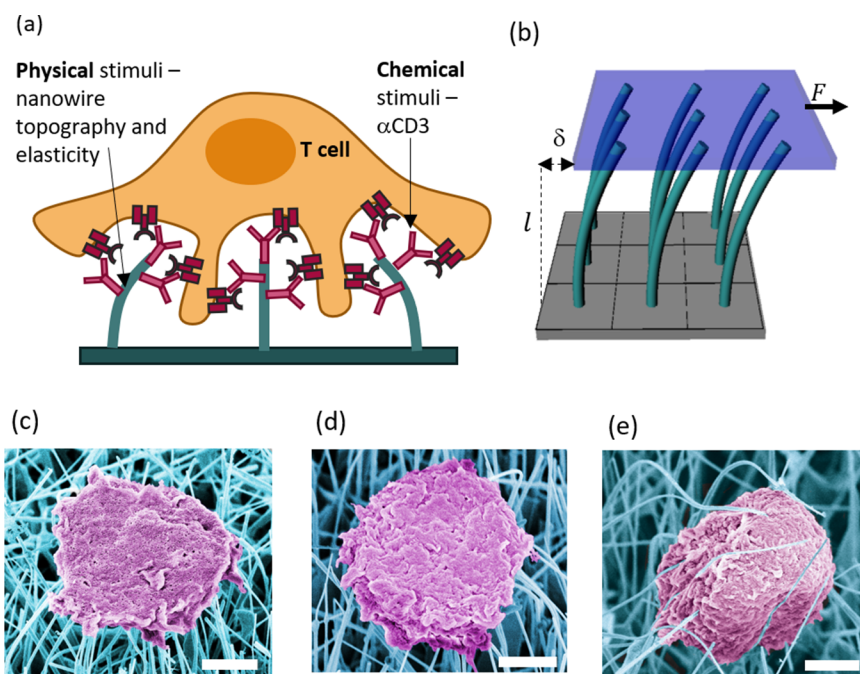 (a)
Physical stimuli –
nanowire
topography and
elasticity
Chemical
stimuli –
αCD3
T cell
(b)
F
δ
l
(c)
(d)
(e)